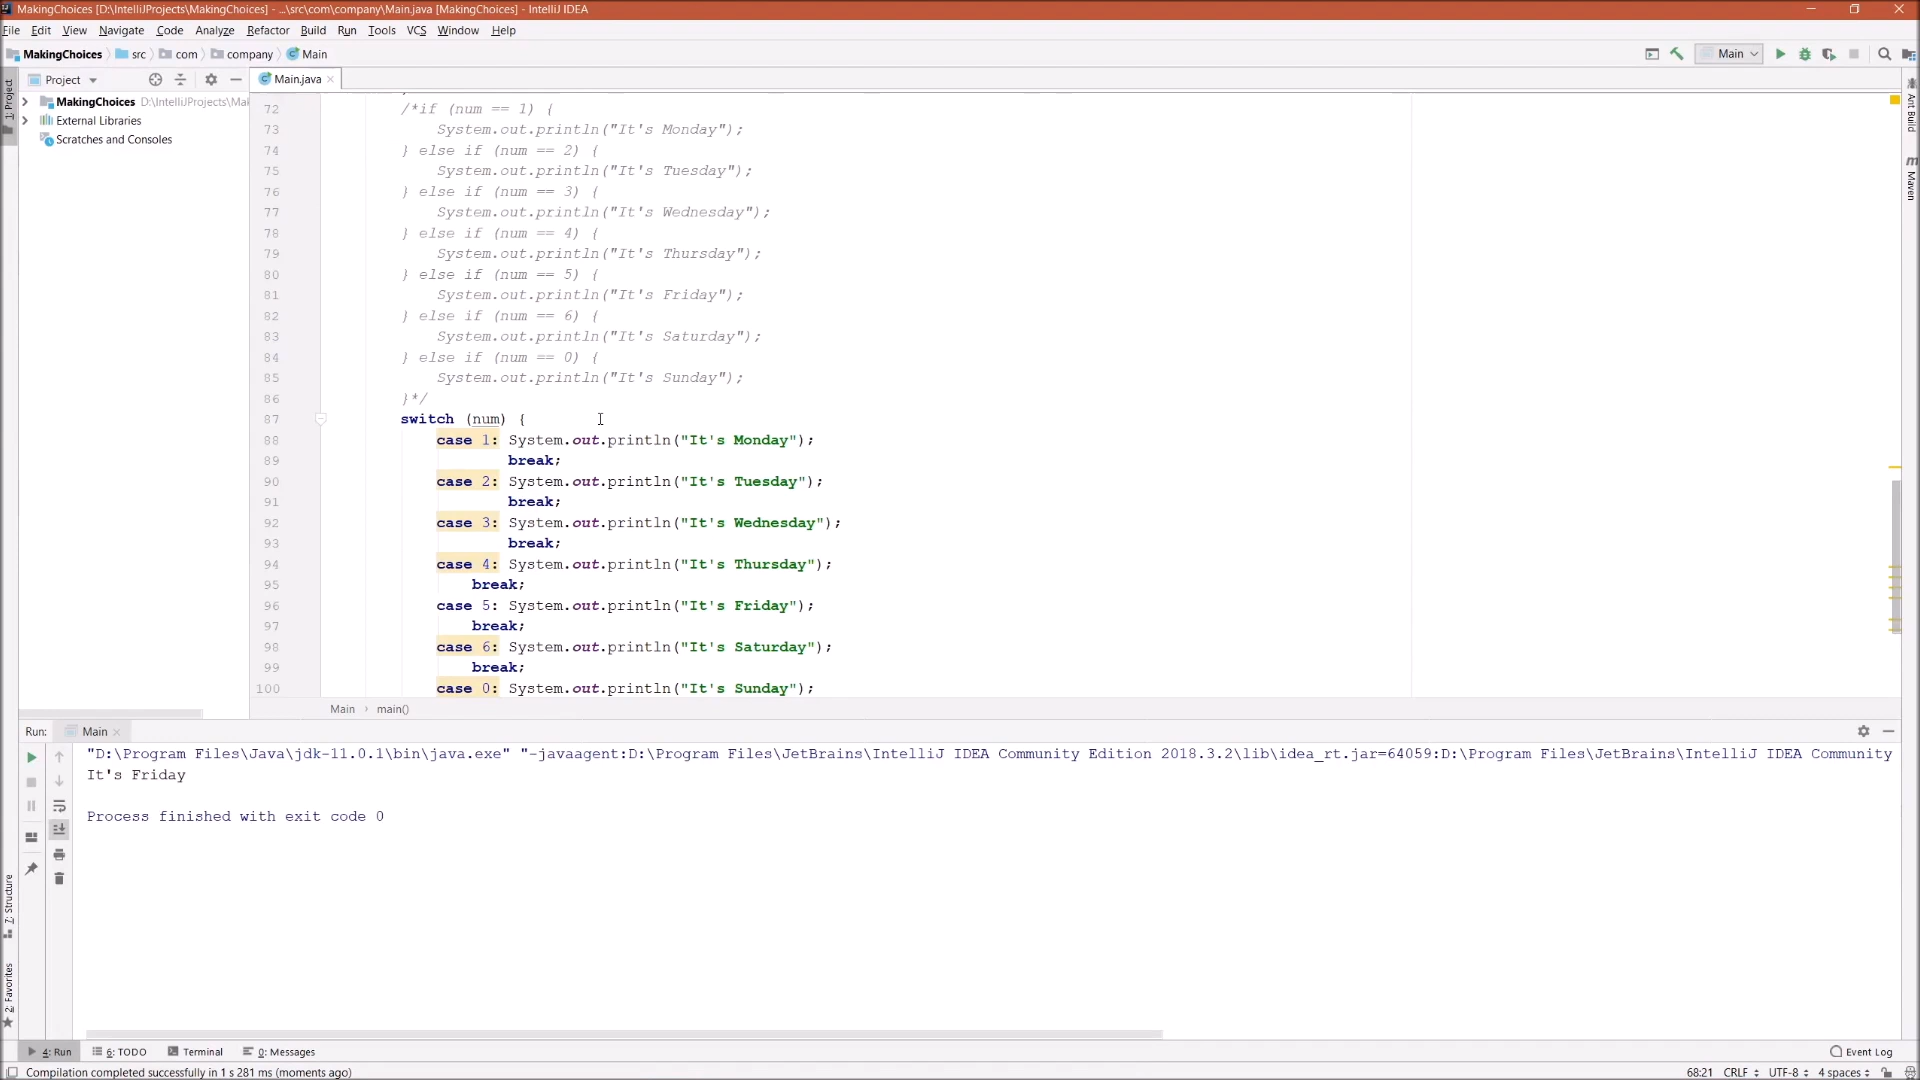 MakingChoices [D:\IntelliJProjects\MakingChoices] - ...\src\com\company\Main.java [MakingChoices] - IntelliJ IDEA
File Edit View Navigate Code Analyze Refactor Build Run Tools VCS Window Help
MakingChoices src com company Main Main
Project Main.java
1: Project
MakingChoices D:\IntelliJProjects\Ma
External Libraries
Scratches and Consoles
Ant Build
Maven
72 /*if (num == 1) {
73 System.out.println("It's Monday");
74 } else if (num == 2) {
75 System.out.println("It's Tuesday");
76 } else if (num == 3) {
77 System.out.println("It's Wednesday");
78 } else if (num == 4) {
79 System.out.println("It's Thursday");
80 } else if (num == 5) {
81 System.out.println("It's Friday");
82 } else if (num == 6) {
83 System.out.println("It's Saturday");
84 } else if (num == 0) {
85 System.out.println("It's Sunday");
86 }*/
87 switch (num) {
88 case 1: System.out.println("It's Monday");
89 break;
90 case 2: System.out.println("It's Tuesday");
91 break;
92 case 3: System.out.println("It's Wednesday");
93 break;
94 case 4: System.out.println("It's Thursday");
95 break;
96 case 5: System.out.println("It's Friday");
97 break;
98 case 6: System.out.println("It's Saturday");
99 break;
100 case 0: System.out.println("It's Sunday");
Main › main()
Run: Main
"D:\Program Files\Java\jdk-11.0.1\bin\java.exe" "-javaagent:D:\Program Files\JetBrains\IntelliJ IDEA Community Edition 2018.3.2\lib\idea_rt.jar=64059:D:\Program Files\JetBrains\IntelliJ IDEA Community
It's Friday
Process finished with exit code 0
7: Structure
2: Favorites
4: Run 6: TODO Terminal 0: Messages Event Log
Compilation completed successfully in 1 s 281 ms (moments ago) 68:21 CRLF UTF-8 4 spaces